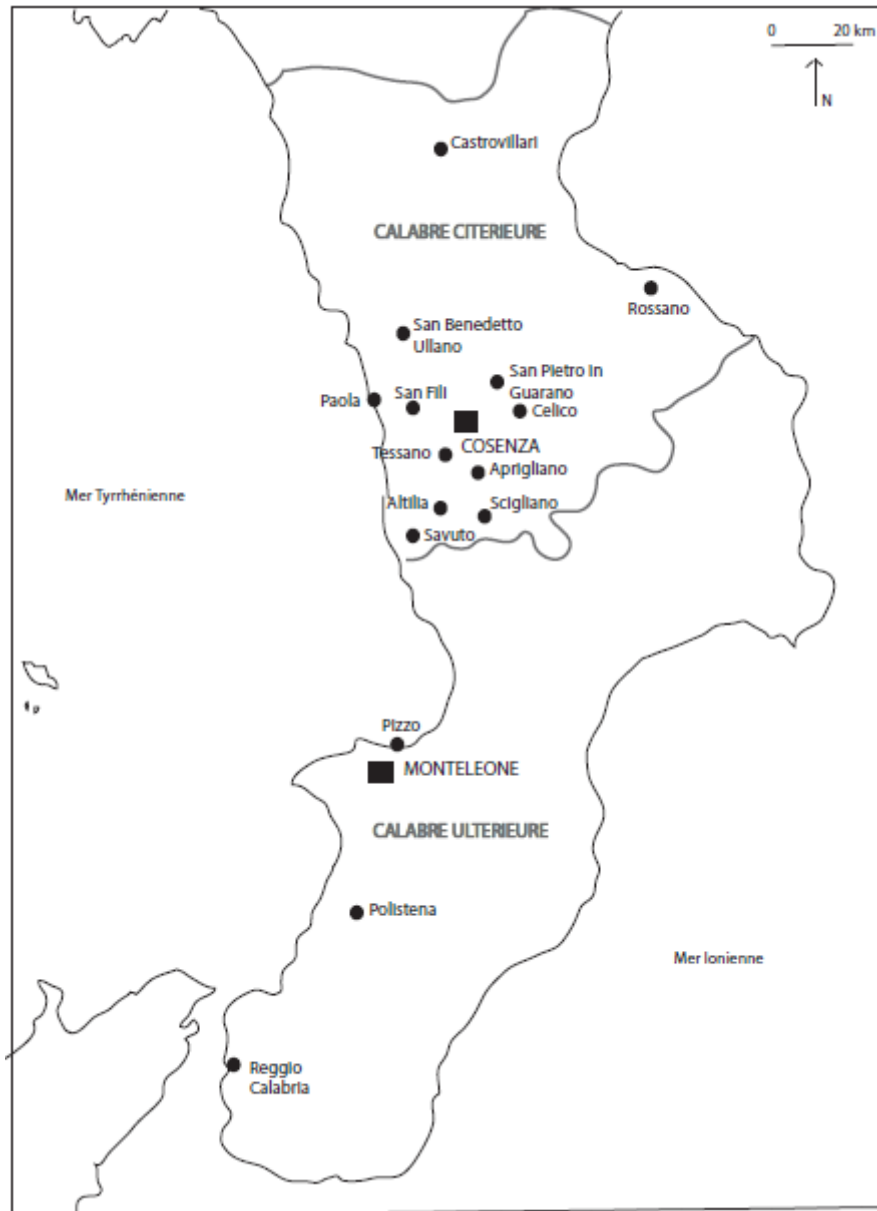 0 20 km
N
Castrovillari
CALABRE CITERIEURE
Rossano
San Benedetto
Ullano
San Pietro in
Guarano
San Fili
Paola
Celico
COSENZA
Tessano
Aprigliano
Mer Tyrrhénienne
Altilia
Scigliano
Savuto
Pizzo
MONTELEONE
CALABRE ULTERIEURE
Polistena
Mer Ionienne
Reggio
Calabria